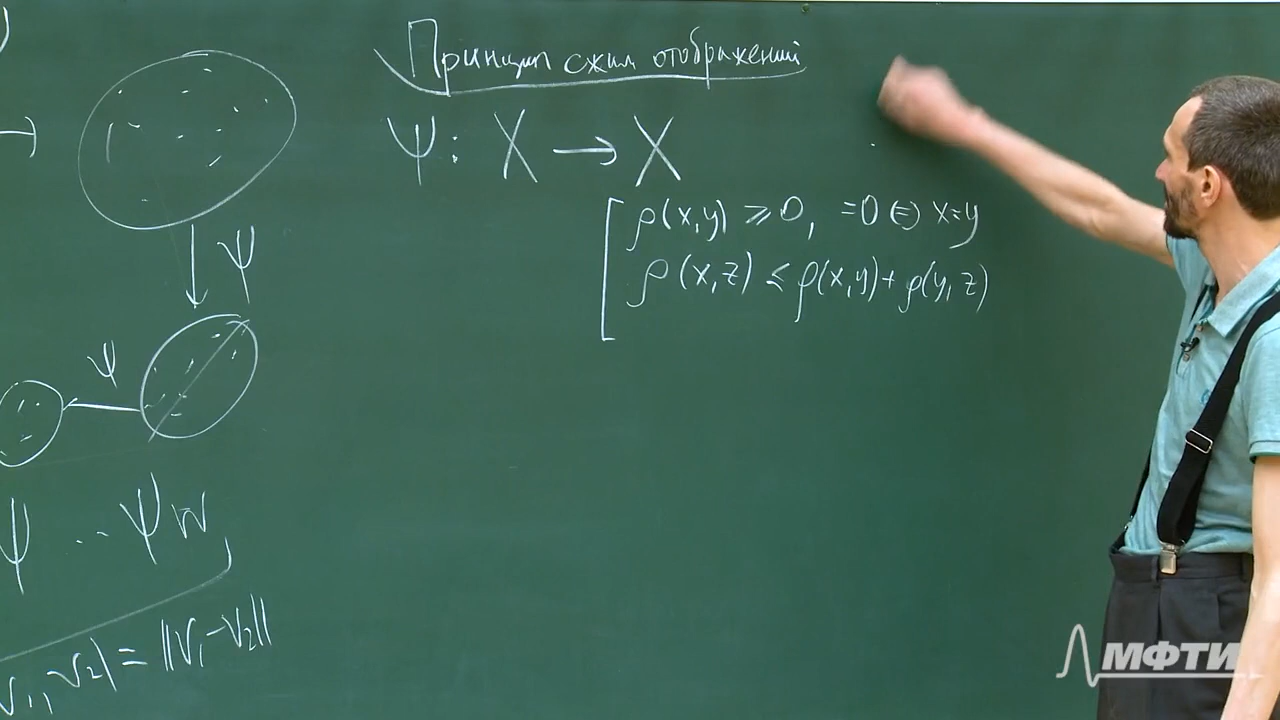 Принцип сжим отображений
Ψ : X → X
ρ(x,y) ⩾ 0, =0 ⇔ x=y
ρ(x,z) ⩽ ρ(x,y)+ρ(y,z)
Ψ
Ψ
Ψ .. Ψ
v₁, v₂) = ||v₁-v₂||
МФТИ